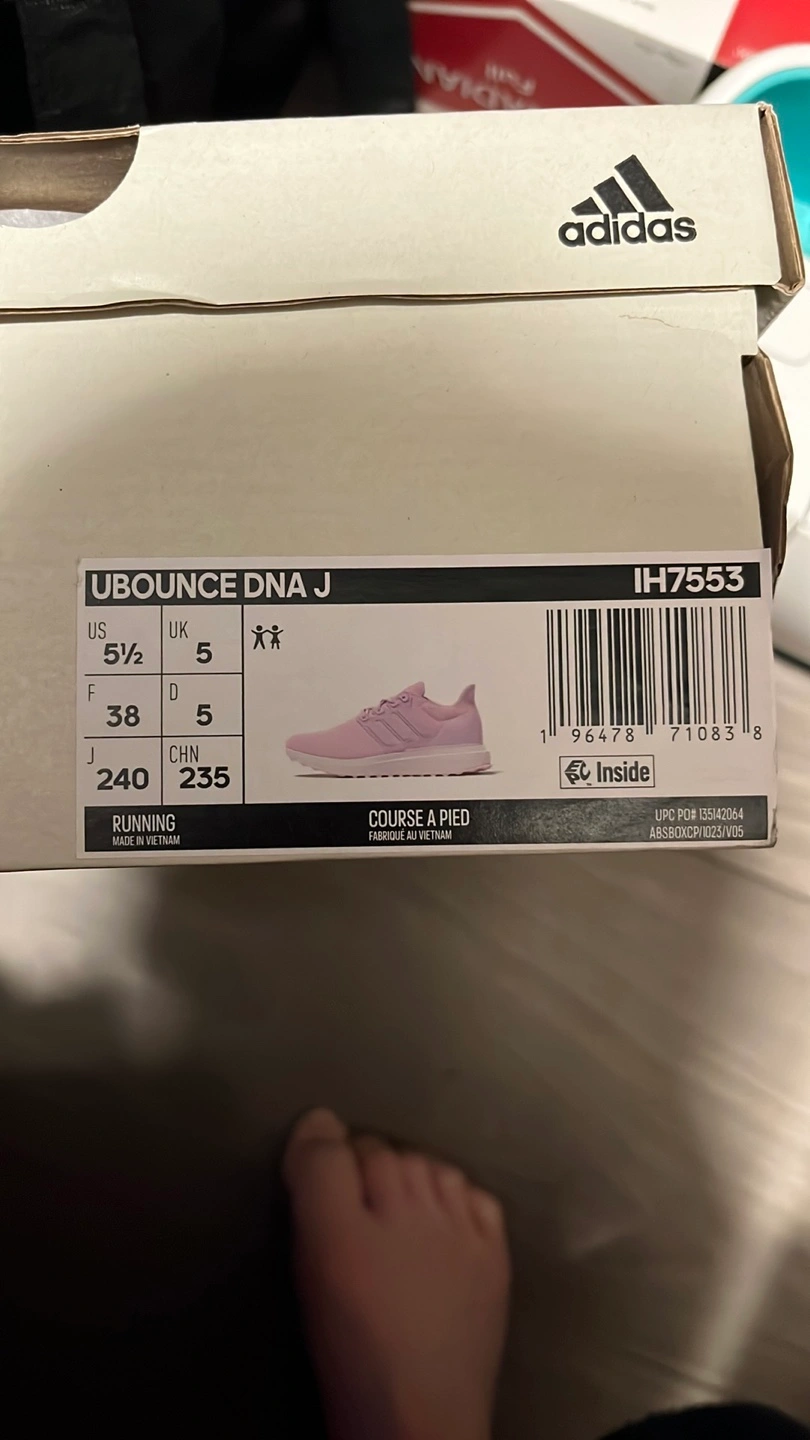 adidas
UBOUNCE DNA J IH7553
US 5½ UK 5
F 38 D 5
J 240 CHN 235
1 96478 71083 8
Inside
RUNNING
MADE IN VIETNAM
COURSE A PIED
FABRIQUÉ AU VIETNAM
UPC PO# 135142064
ABSBOXCP/1023/V05